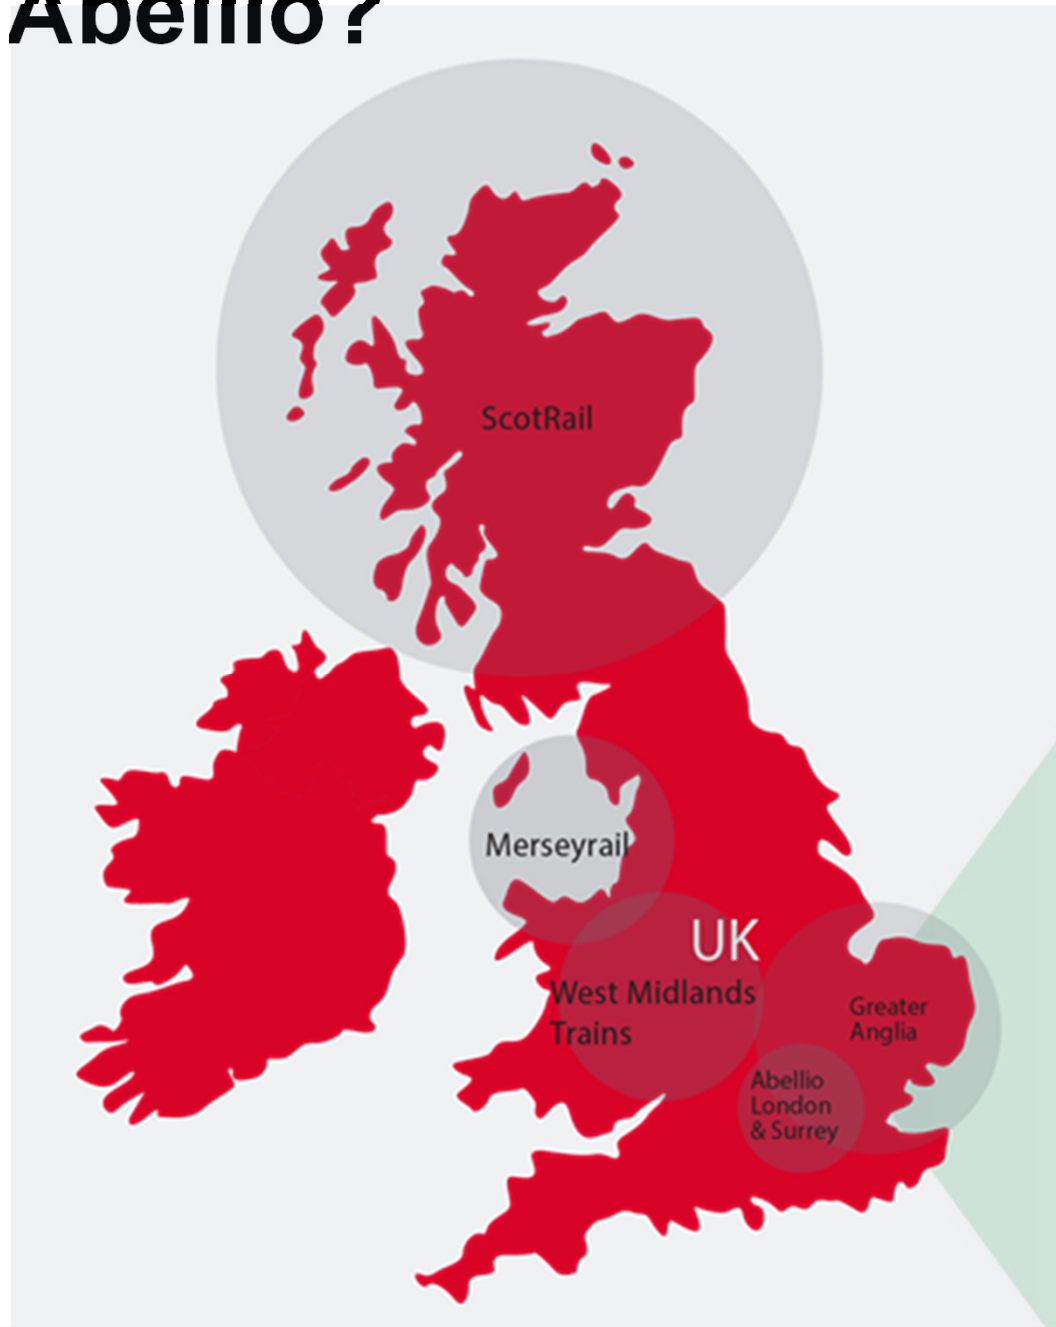 Abellio?
ScotRail
Merseyrail
UK
West Midlands
Trains
Greater
Anglia
Abellio
London
& Surrey